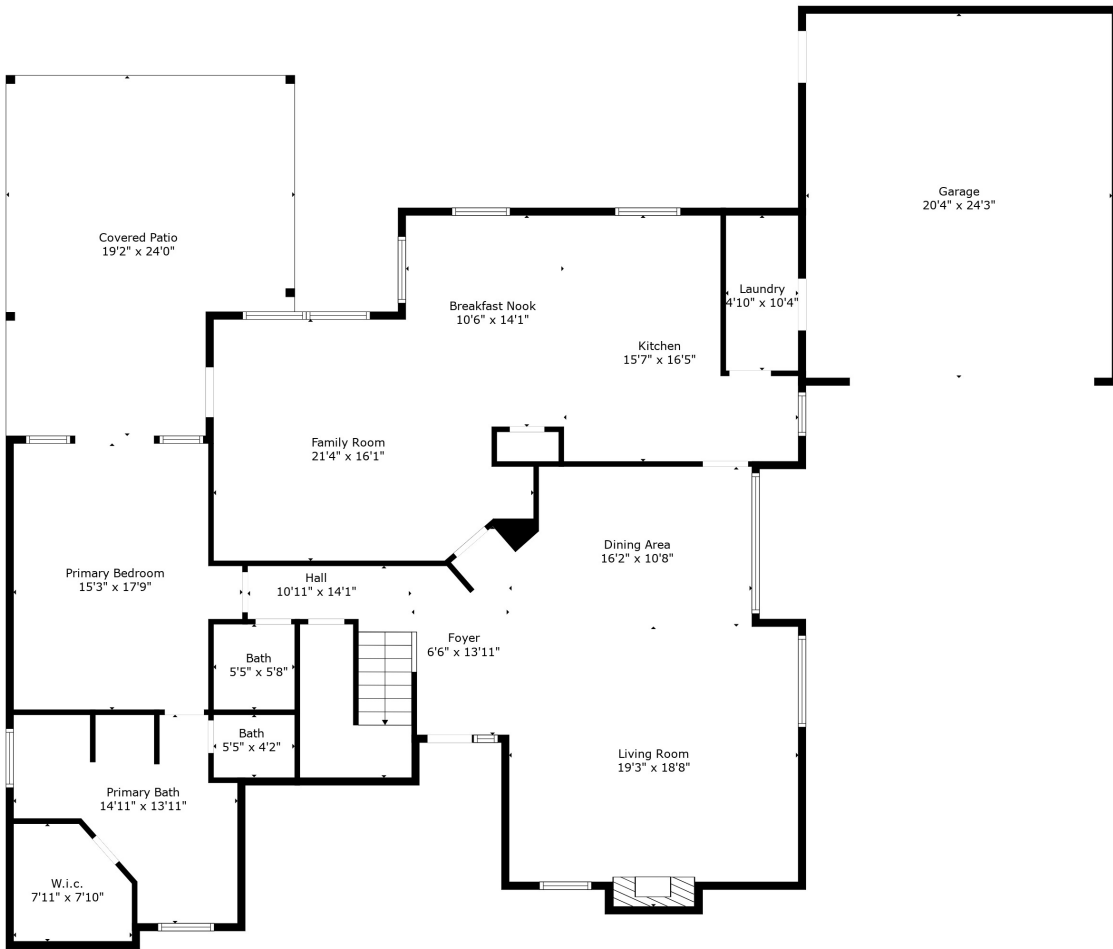 Garage
20'4" x 24'3"
Covered Patio
19'2" x 24'0"
Laundry
4'10" x 10'4"
Breakfast Nook
10'6" x 14'1"
Kitchen
15'7" x 16'5"
Family Room
21'4" x 16'1"
Dining Area
16'2" x 10'8"
Primary Bedroom
15'3" x 17'9"
Hall
10'11" x 14'1"
Foyer
6'6" x 13'11"
Bath
5'5" x 5'8"
Bath
5'5" x 4'2"
Living Room
19'3" x 18'8"
Primary Bath
14'11" x 13'11"
W.i.c.
7'11" x 7'10"